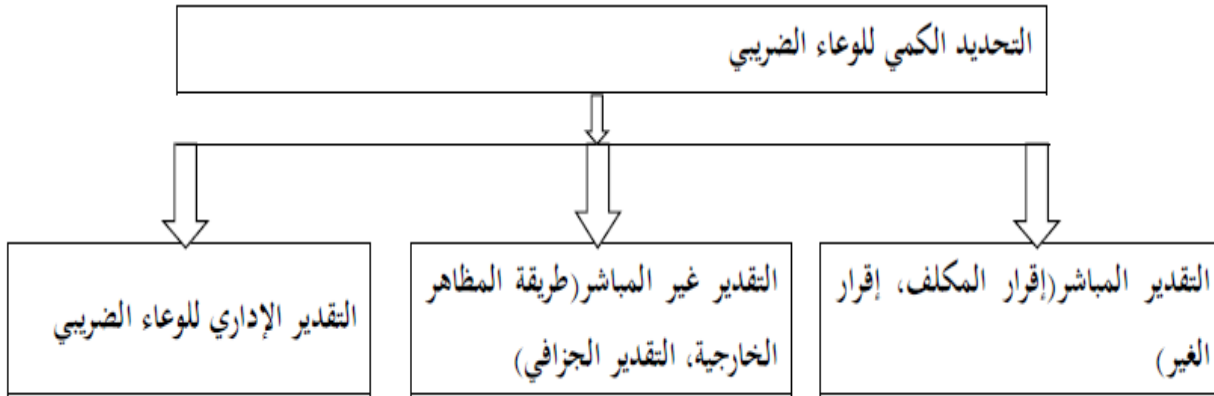 التحديد الكمي للوعاء الضريبي
التقدير المباشر(إقرار المكلف، إقرار
الغير)
التقدير غير المباشر(طريقة المظاهر
الخارجية، التقدير الجزافي)
التقدير الإداري للوعاء الضريبي